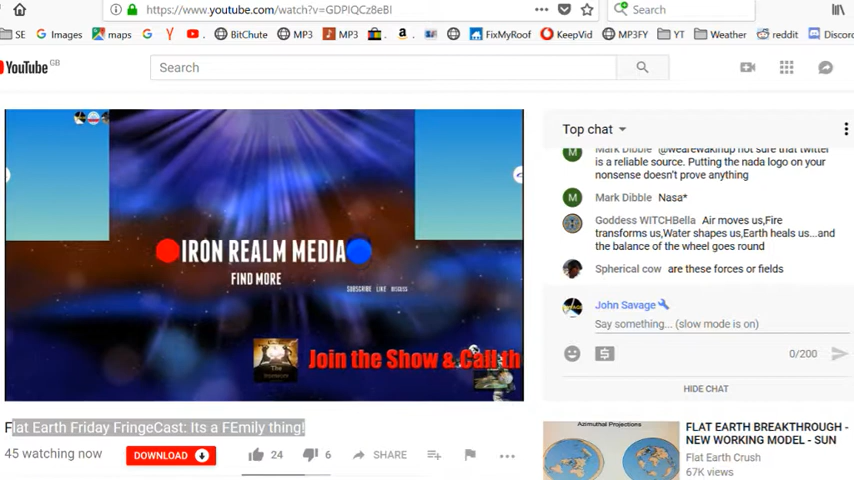 https://www.youtube.com/watch?v=GDPIQCz8eBI
Search
SE Images maps BitChute MP3 MP3 FixMyRoof KeepVid MP3FY YT Weather reddit Discord
YouTube GB
Search
Top chat
Mark Dibble @wearewakinup not sure that twitter
is a reliable source. Putting the nada logo on your
nonsense doesn't prove anything
M
Mark Dibble Nasa*
Goddess WITCHBella Air moves us,Fire
transforms us,Water shapes us,Earth heals us...and
the balance of the wheel goes round
Spherical cow are these forces or fields
John Savage
Say something... (slow mode is on)
0/200
HIDE CHAT
IRON REALM MEDIA
FIND MORE
SUBSCRIBE LIKE DISCUSS
The
Join the Show & Call th
Flat Earth Friday FringeCast: Its a FEmily thing!
45 watching now
DOWNLOAD
24
6
SHARE
Azimuthal Projections
FLAT EARTH BREAKTHROUGH -
NEW WORKING MODEL - SUN
Flat Earth Crush
67K views